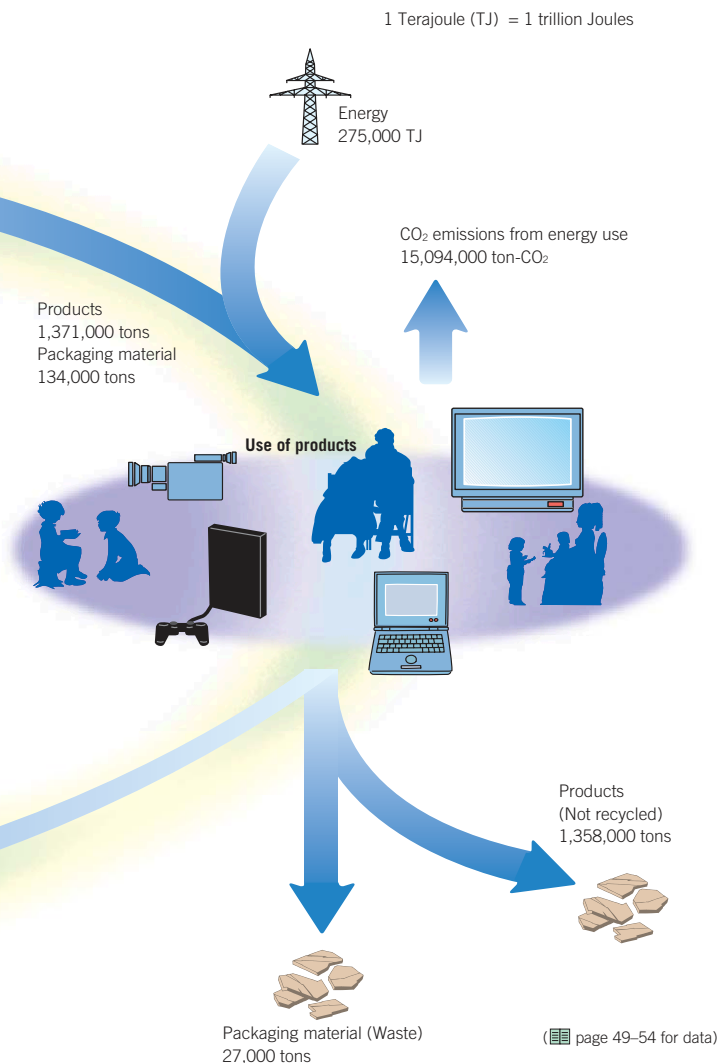 1 Terajoule (TJ) = 1 trillion Joules
Energy
275,000 TJ
CO₂ emissions from energy use
15,094,000 ton-CO₂
Products
1,371,000 tons
Packaging material
134,000 tons
Use of products
Products
(Not recycled)
1,358,000 tons
Packaging material (Waste)
27,000 tons
( page 49–54 for data)